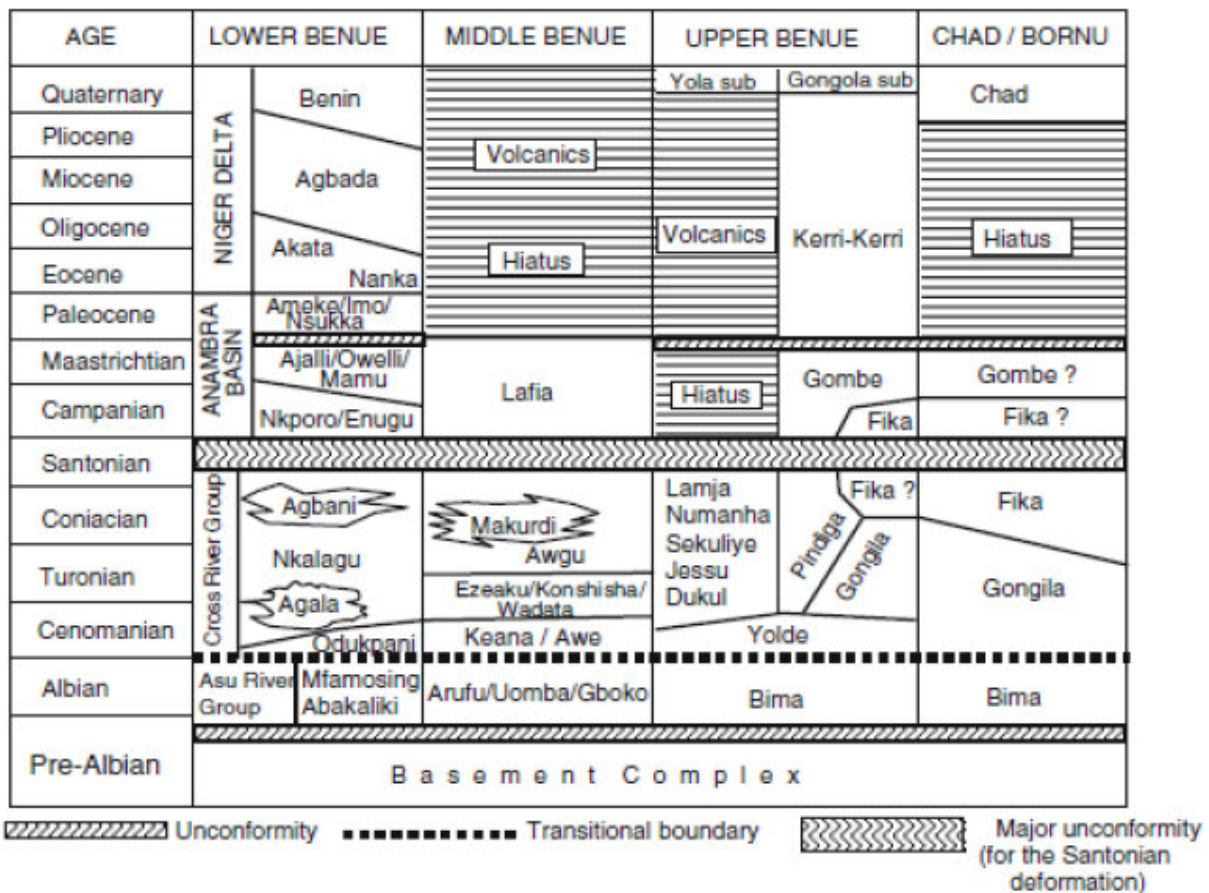 AGE LOWER BENUE MIDDLE BENUE UPPER BENUE CHAD / BORNU
Yola sub Gongola sub
Quaternary
Pliocene
Miocene
Oligocene
Eocene
Paleocene
Maastrichtian
Campanian
Santonian
Coniacian
Turonian
Cenomanian
Albian
Pre-Albian
NIGER DELTA
Benin
Agbada
Akata
Nanka
ANAMBRA
BASIN
Ameke/Imo/
Nsukka
Ajalli/Owelli/
Mamu
Nkporo/Enugu
Cross River Group
Agbani
Nkalagu
Agala
Odukpani
Asu River
Group
Mfamosing
Abakaliki
Volcanics
Hiatus
Lafia
Makurdi
Awgu
Ezeaku/Konshisha/
Wadata
Keana / Awe
Arufu/Uomba/Gboko
Volcanics
Hiatus
Kerri-Kerri
Gombe
Fika
Lamja
Numanha
Sekuliye
Jessu
Dukul
Pindiga
Fika ?
Gongila
Yolde
Bima
Chad
Hiatus
Gombe ?
Fika ?
Fika
Gongila
Bima
Basement Complex
Unconformity
Transitional boundary
Major unconformity
(for the Santonian
deformation)